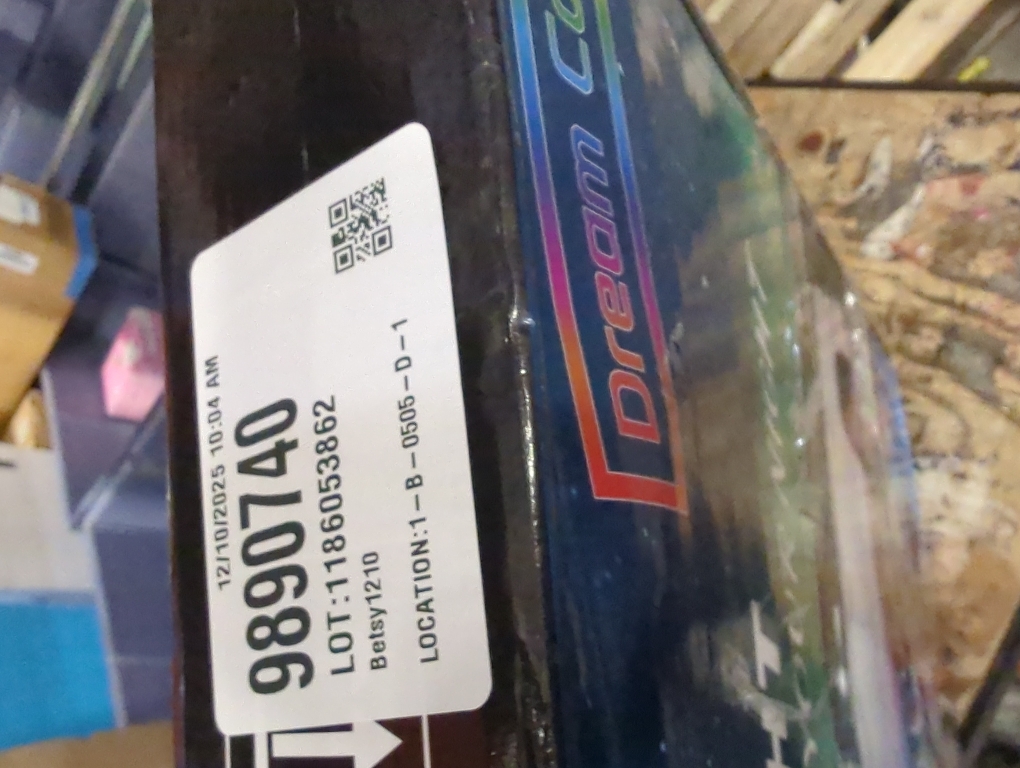 12/10/2025 10:04 AM
9890740
LOT:1186053862
Betsy1210
LOCATION:1-B-0505-D-1
Dream